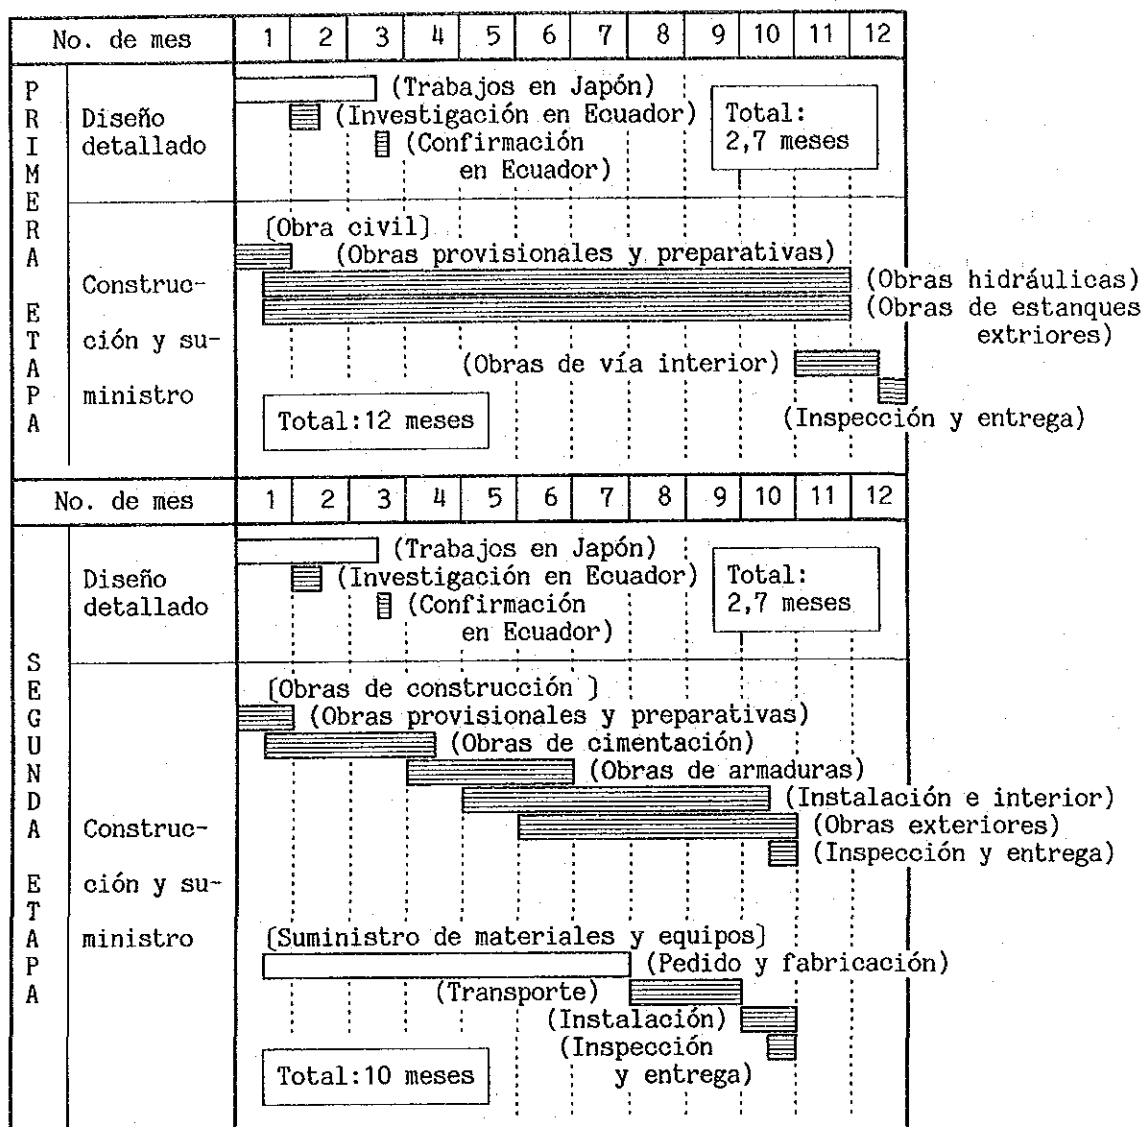 No. de mes 1 2 3 4 5 6 7 8 9 10 11 12
PRIMERA ETAPA
Diseño
detallado
(Trabajos en Japón)
(Investigación en Ecuador)
(Confirmación
en Ecuador)
Total:
2,7 meses
Construc-
ción y su-
ministro
[Obra civil]
(Obras provisionales y preparativas)
(Obras hidráulicas)
(Obras de estanques
extriores)
(Obras de vía interior)
(Inspección y entrega)
Total:12 meses
No. de mes 1 2 3 4 5 6 7 8 9 10 11 12
SEGUNDA ETAPA
Diseño
detallado
(Trabajos en Japón)
(Investigación en Ecuador)
(Confirmación
en Ecuador)
Total:
2,7 meses
Construc-
ción y su-
ministro
[Obras de construcción ]
(Obras provisionales y preparativas)
(Obras de cimentación)
(Obras de armaduras)
(Instalación e interior)
(Obras exteriores)
(Inspección y entrega)
[Suministro de materiales y equipos]
(Pedido y fabricación)
(Transporte)
(Instalación)
(Inspección
y entrega)
Total:10 meses